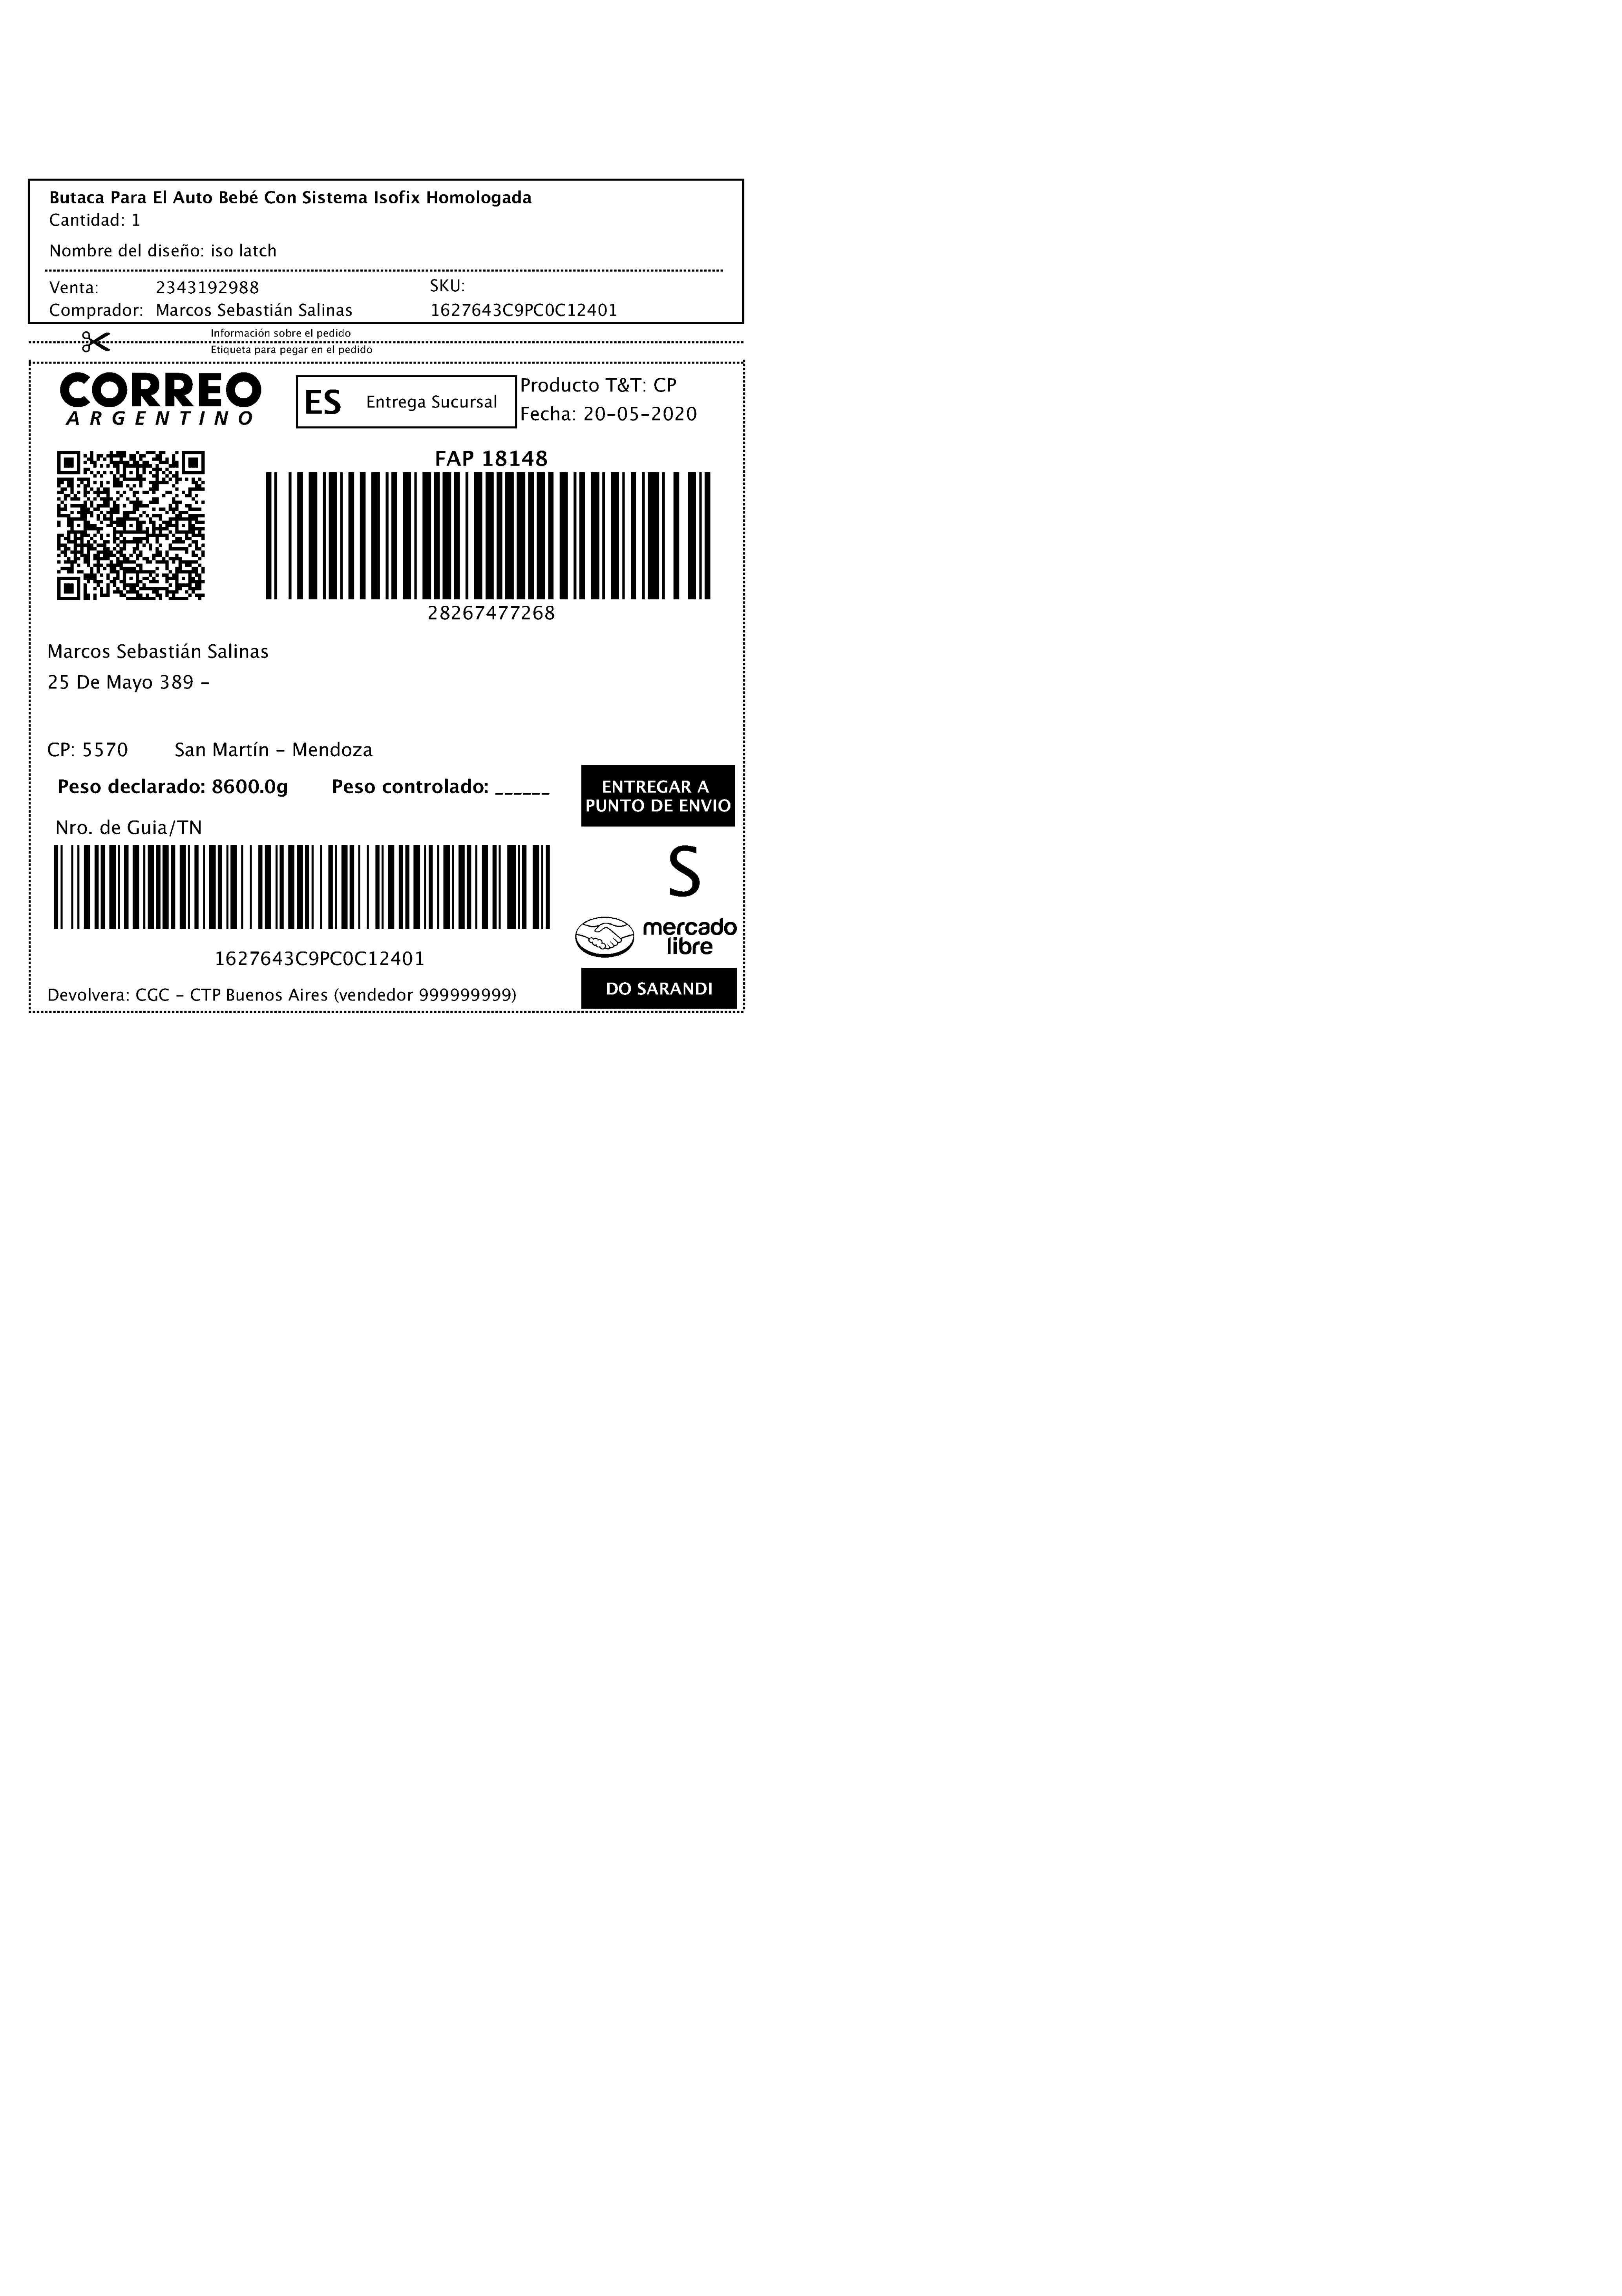 Butaca Para El Auto Bebé Con Sistema Isofix Homologada
Cantidad: 1
Nombre del diseño: iso latch
Venta: 2343192988 SKU:
Comprador: Marcos Sebastián Salinas 1627643C9PC0C12401
Información sobre el pedido
Etiqueta para pegar en el pedido
CORREO
ARGENTINO
ES Entrega Sucursal
Producto T&T: CP
Fecha: 20-05-2020
FAP 18148
28267477268
Marcos Sebastián Salinas
25 De Mayo 389 -
CP: 5570 San Martín - Mendoza
Peso declarado: 8600.0g Peso controlado: ______
ENTREGAR A
PUNTO DE ENVIO
Nro. de Guia/TN
S
mercado
libre
1627643C9PC0C12401
Devolvera: CGC - CTP Buenos Aires (vendedor 999999999)
DO SARANDI